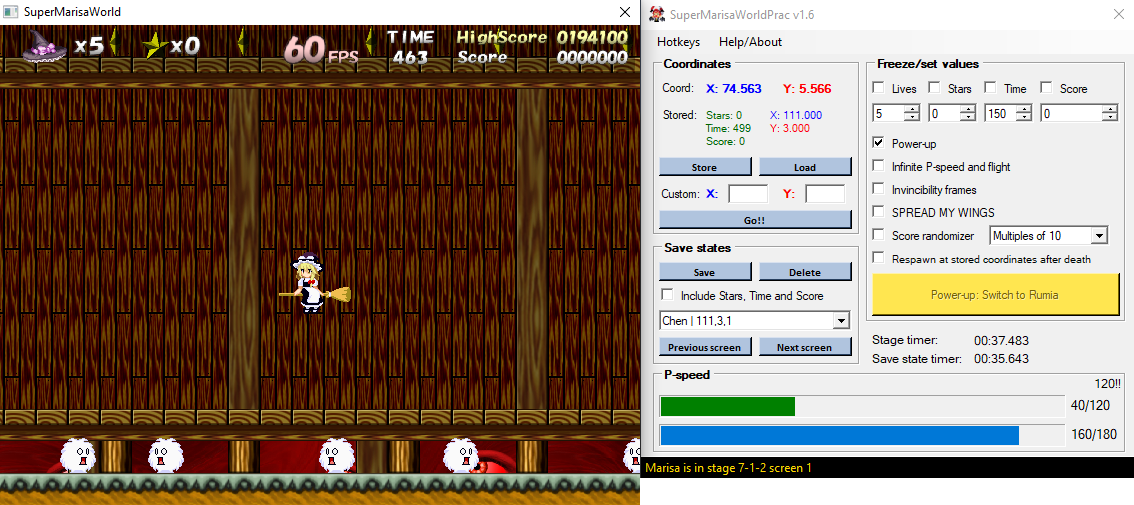 SuperMarisaWorld
x5 x0 60 FPS TIME 463 HighScore 0194100
Score 0000000
SuperMarisaWorldPrac v1.6
Hotkeys Help/About
Coordinates
Coord: X: 74.563 Y: 5.566
Stored: Stars: 0 X: 111.000
Time: 499 Y: 3.000
Score: 0
Store Load
Custom: X: Y:
Go!!
Save states
Save Delete
Include Stars, Time and Score
Chen | 111,3,1
Previous screen Next screen
Freeze/set values
Lives Stars Time Score
5 0 150 0
Power-up
Infinite P-speed and flight
Invincibility frames
SPREAD MY WINGS
Score randomizer Multiples of 10
Respawn at stored coordinates after death
Power-up: Switch to Rumia
Stage timer: 00:37.483
Save state timer: 00:35.643
P-speed
120!!
40/120
160/180
Marisa is in stage 7-1-2 screen 1